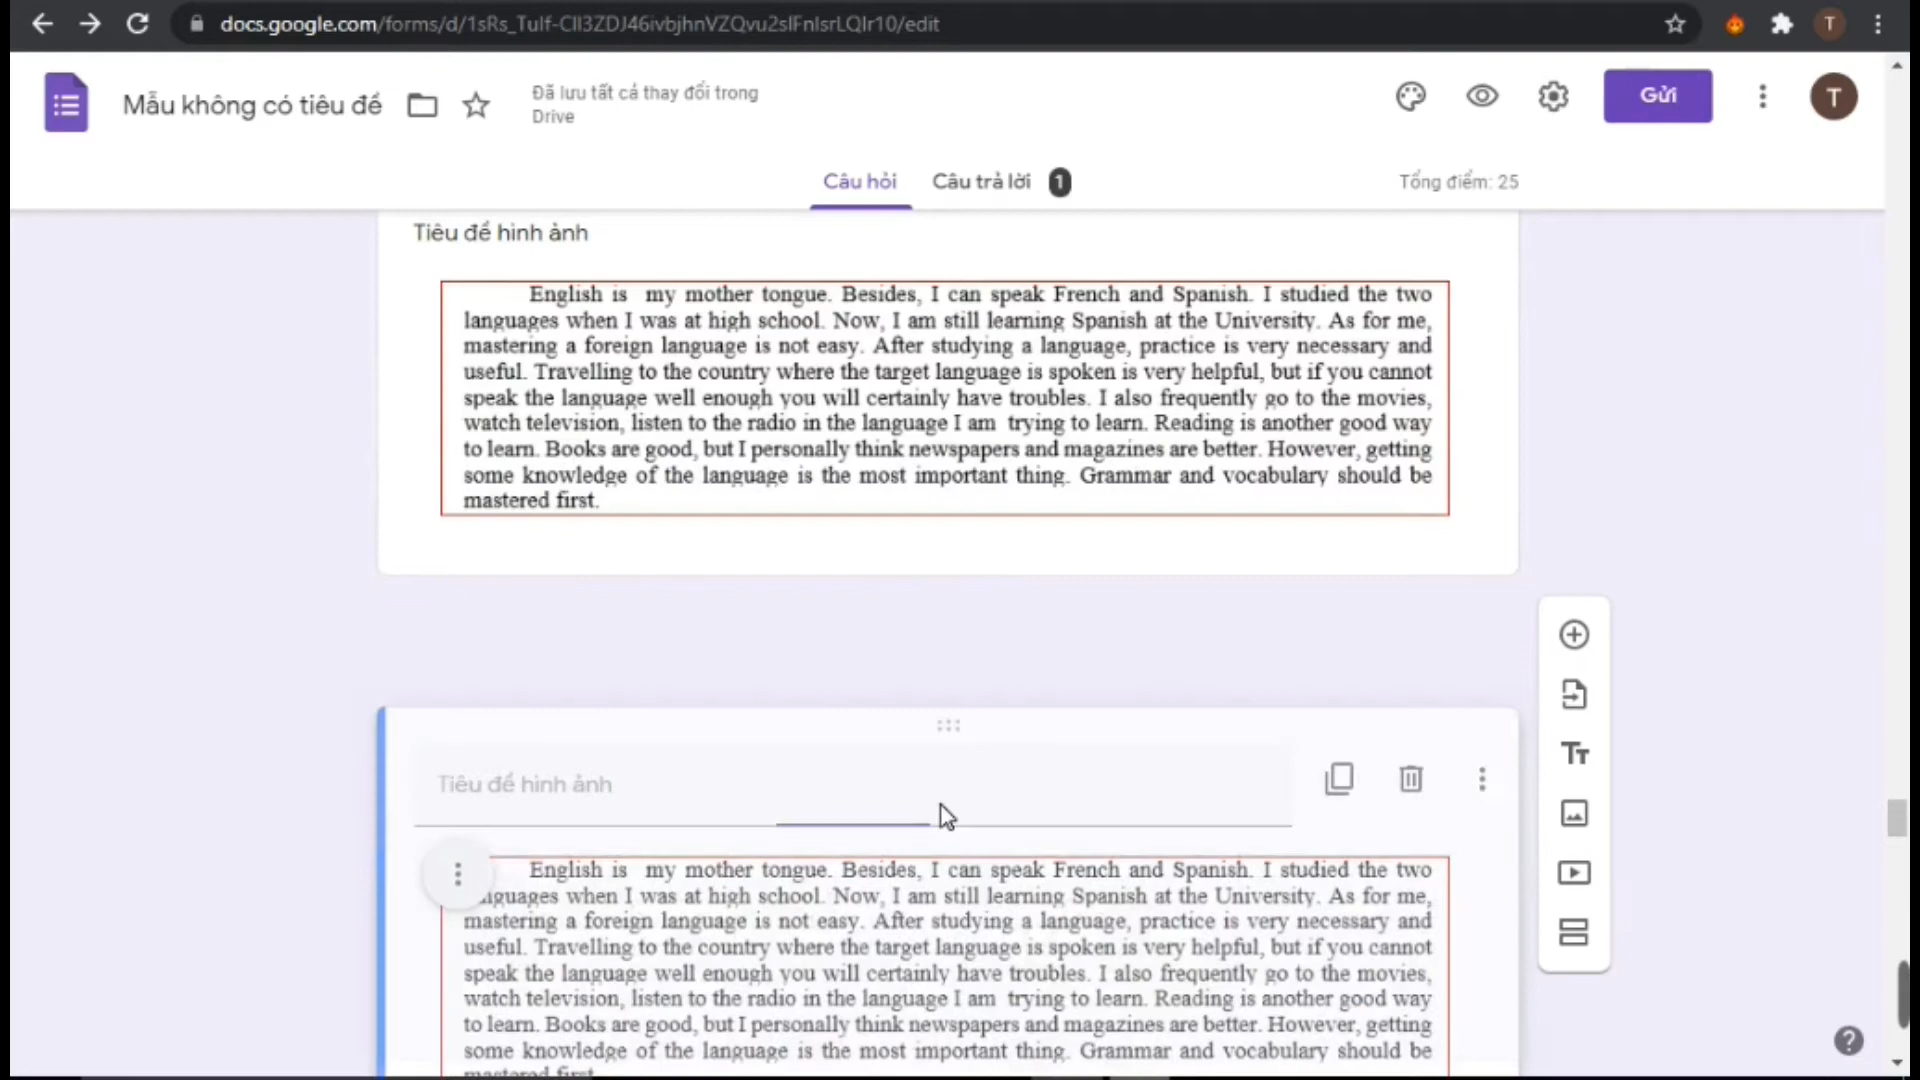 docs.google.com/forms/d/1sRs_Tulf-Cll3ZDJ46ivbjhnVZQvu2slFnlsrLQlr10/edit
T
Mẫu không có tiêu đề
Đã lưu tất cả thay đổi trong
Drive
Gửi
T
Câu hỏi
Câu trả lời
1
Tổng điểm: 25
Tiêu đề hình ảnh
English is my mother tongue. Besides, I can speak French and Spanish. I studied the two
languages when I was at high school. Now, I am still learning Spanish at the University. As for me,
mastering a foreign language is not easy. After studying a language, practice is very necessary and
useful. Travelling to the country where the target language is spoken is very helpful, but if you cannot
speak the language well enough you will certainly have troubles. I also frequently go to the movies,
watch television, listen to the radio in the language I am trying to learn. Reading is another good way
to learn. Books are good, but I personally think newspapers and magazines are better. However, getting
some knowledge of the language is the most important thing. Grammar and vocabulary should be
mastered first.
Tiêu đề hình ảnh
English is my mother tongue. Besides, I can speak French and Spanish. I studied the two
nguages when I was at high school. Now, I am still learning Spanish at the University. As for me,
mastering a foreign language is not easy. After studying a language, practice is very necessary and
useful. Travelling to the country where the target language is spoken is very helpful, but if you cannot
speak the language well enough you will certainly have troubles. I also frequently go to the movies,
watch television, listen to the radio in the language I am trying to learn. Reading is another good way
to learn. Books are good, but I personally think newspapers and magazines are better. However, getting
some knowledge of the language is the most important thing. Grammar and vocabulary should be
mastered first.